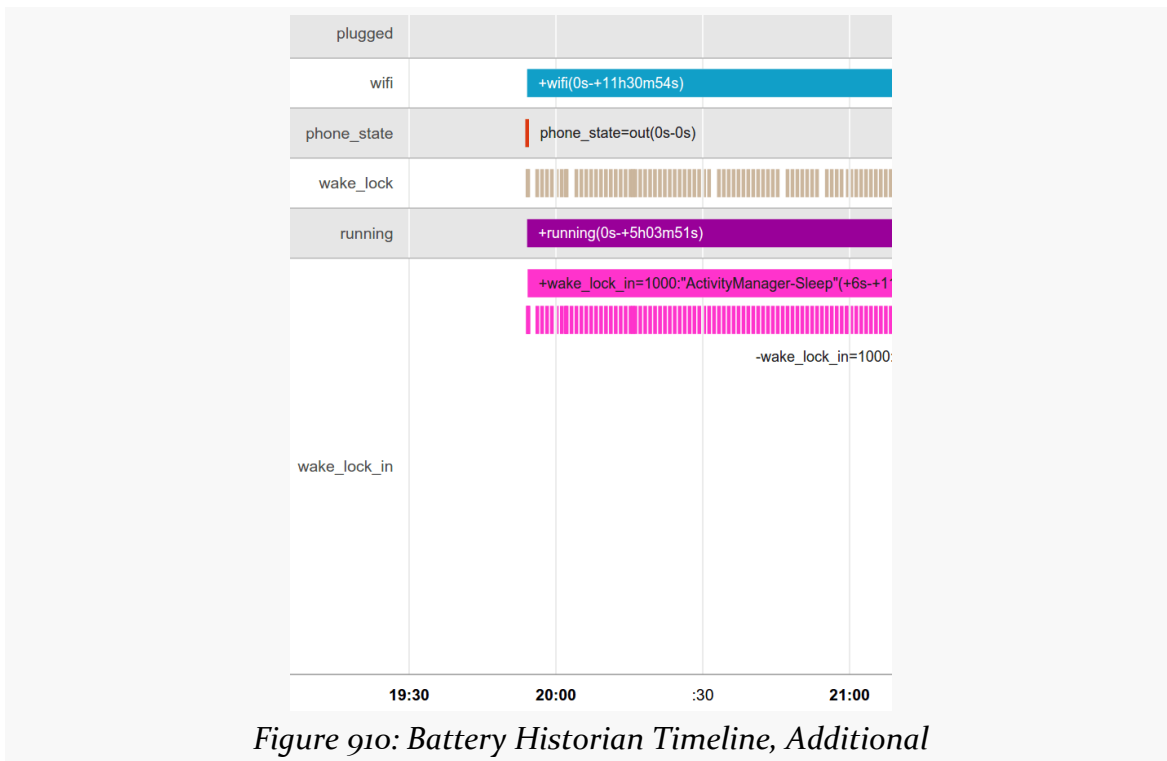 plugged
wifi
+wifi(0s-+11h30m54s)
phone_state
phone_state=out(0s-0s)
wake_lock
running
+running(0s-+5h03m51s)
+wake_lock_in=1000:"ActivityManager-Sleep"(+6s-+11
-wake_lock_in=1000:
wake_lock_in
19:30 20:00 :30 21:00
Figure 910: Battery Historian Timeline, Additional